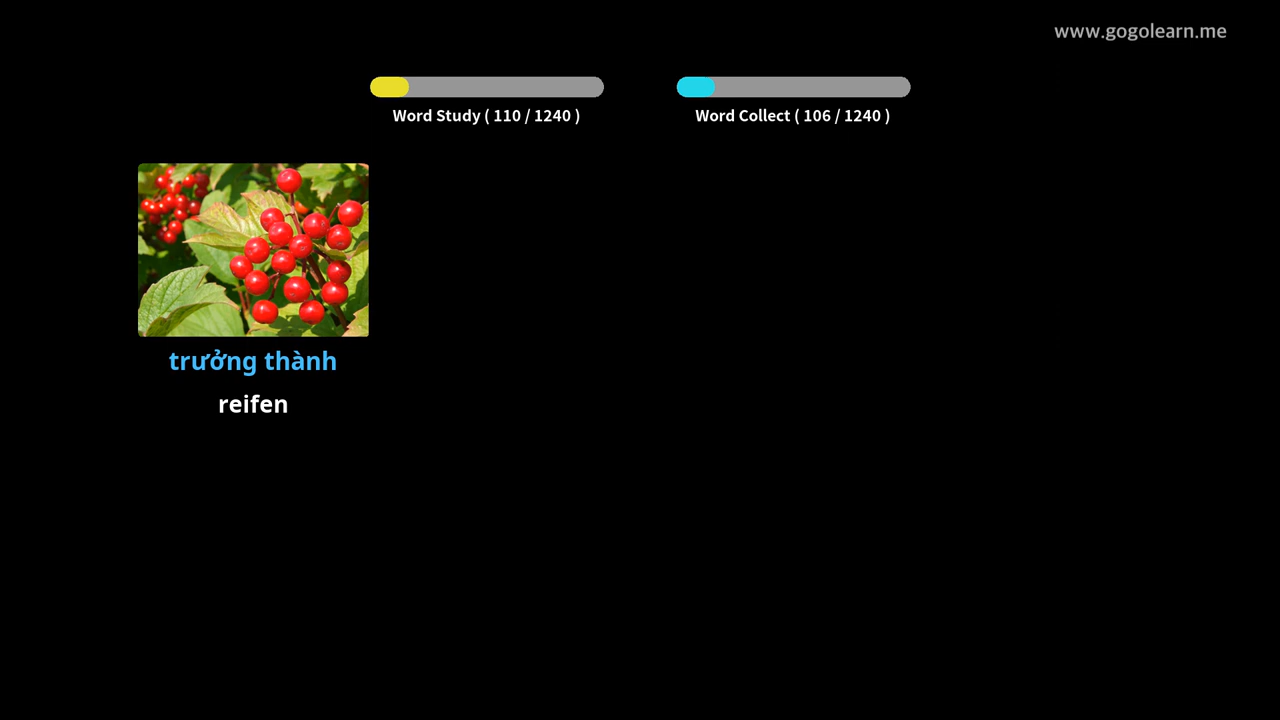 www.gogolearn.me
Word Study ( 110 / 1240 )
Word Collect ( 106 / 1240 )
trưởng thành
reifen